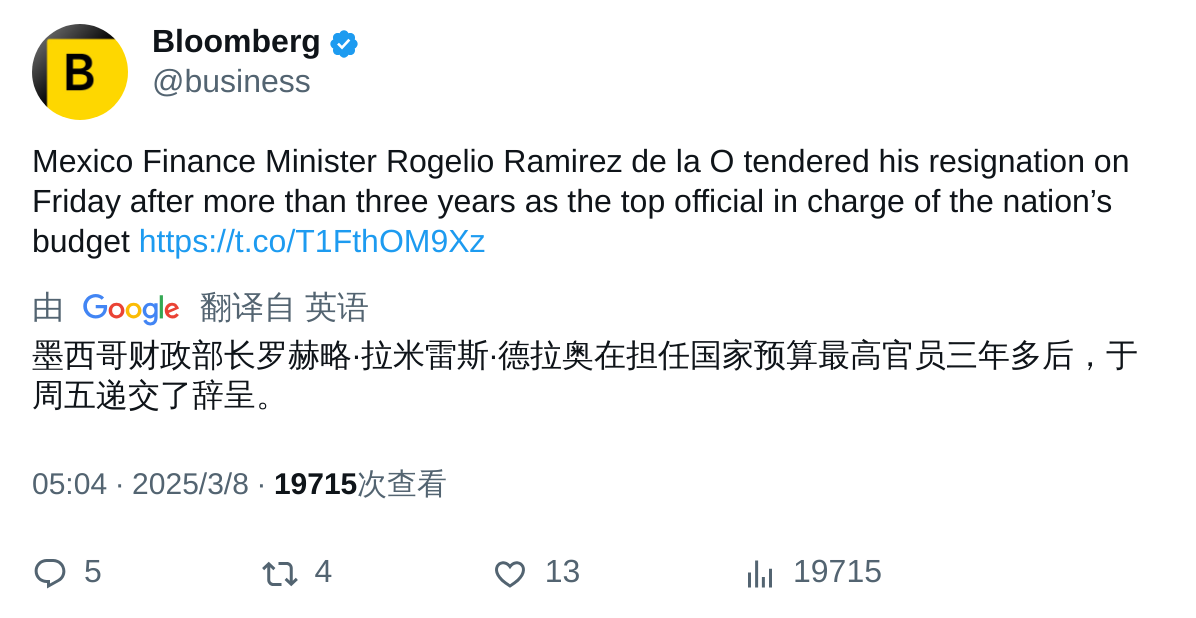 B
Bloomberg
@business
Mexico Finance Minister Rogelio Ramirez de la O tendered his resignation on
Friday after more than three years as the top official in charge of the nation’s
budget https://t.co/T1FthOM9Xz
由 Google 翻译自 英语
墨西哥财政部长罗赫略·拉米雷斯·德拉奥在担任国家预算最高官员三年多后，于
周五递交了辞呈。
05:04 · 2025/3/8 · 19715次查看
5 4 13 19715